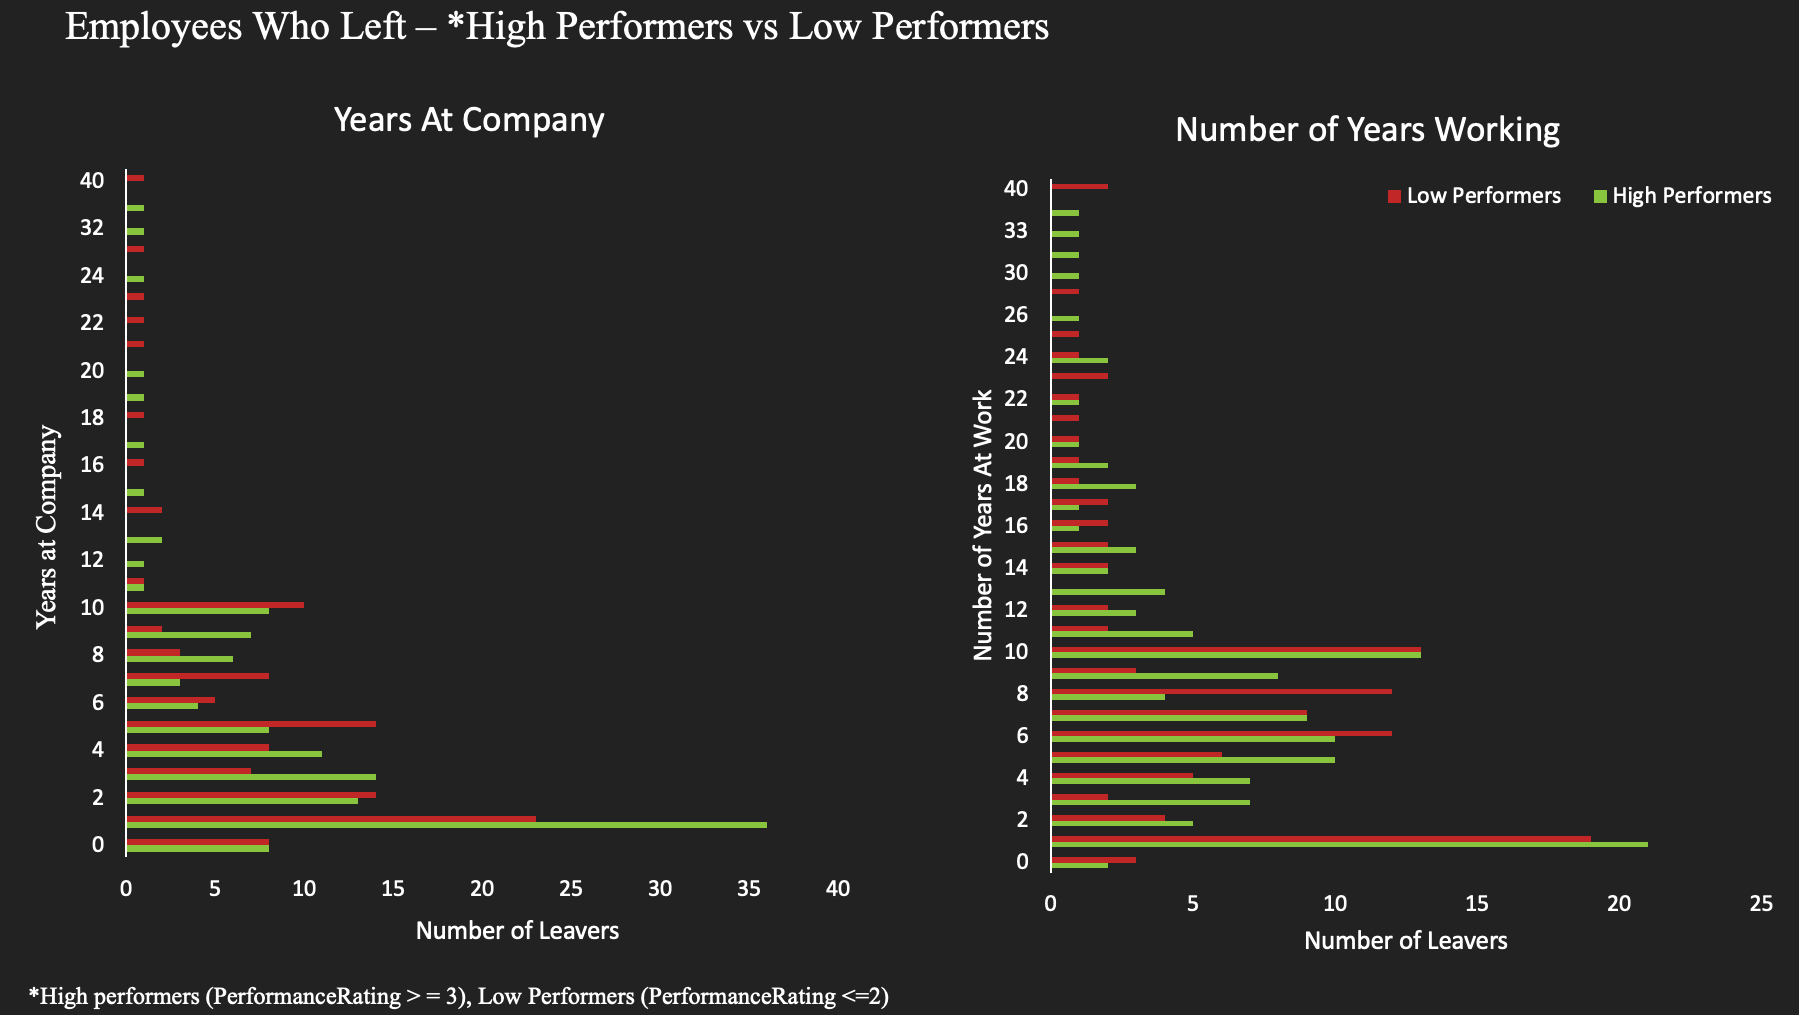 Employees Who Left – *High Performers vs Low Performers
Years At Company
Years at Company
40
32
24
22
20
18
16
14
12
10
8
6
4
2
0
0 5 10 15 20 25 30 35 40
Number of Leavers
Number of Years Working
Low Performers High Performers
Number of Years At Work
40
33
30
26
24
22
20
18
16
14
12
10
8
6
4
2
0
0 5 10 15 20 25
Number of Leavers
*High performers (PerformanceRating > = 3), Low Performers (PerformanceRating <=2)